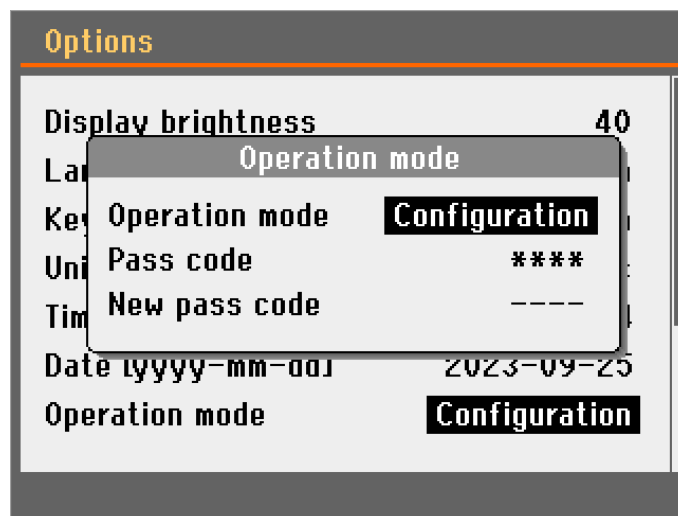 Options
Display brightness 40
Operation mode
Operation mode Configuration
Pass code ****
New pass code ----
Date [yyyy-mm-dd] 2023-09-25
Operation mode Configuration